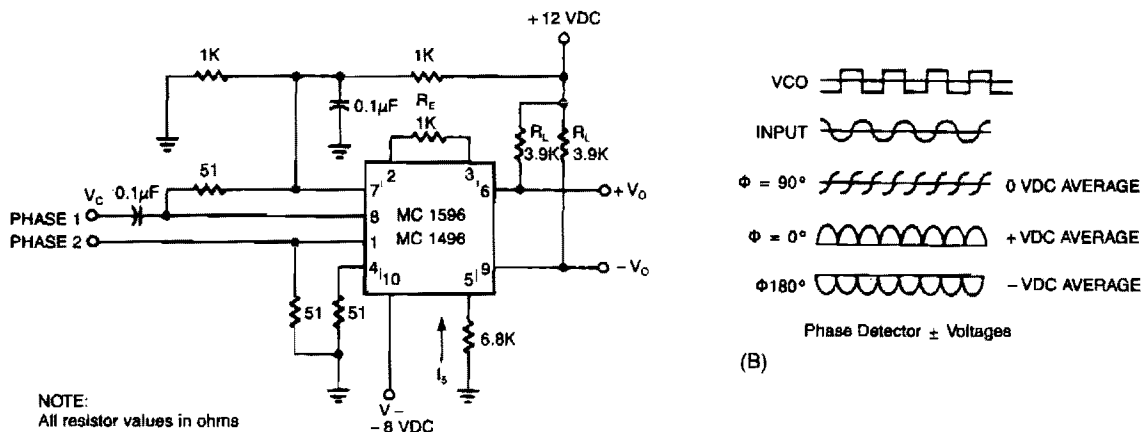 +12 VDC
1K
1K
0.1µF
R_E
1K
R_L
3.9K
R_L
3.9K
51
V_C
0.1µF
PHASE 1
PHASE 2
2
3
7
6
8
MC 1596
1
MC 1496
4
10
5
9
+V_O
-V_O
51
51
I_5
6.8K
V-
-8 VDC
NOTE:
All resistor values in ohms
VCO
INPUT
Φ = 90°
0 VDC AVERAGE
Φ = 0°
+VDC AVERAGE
Φ180°
-VDC AVERAGE
Phase Detector ± Voltages
(B)